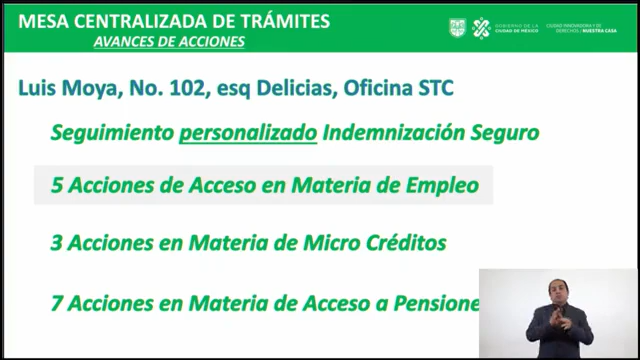 MESA CENTRALIZADA DE TRÁMITES
AVANCES DE ACCIONES
GOBIERNO DE LA
CIUDAD DE MÉXICO
CIUDAD INNOVADORA Y DE
DERECHOS / NUESTRA CASA
Luis Moya, No. 102, esq Delicias, Oficina STC
Seguimiento personalizado Indemnización Seguro
5 Acciones de Acceso en Materia de Empleo
3 Acciones en Materia de Micro Créditos
7 Acciones en Materia de Acceso a Pensione